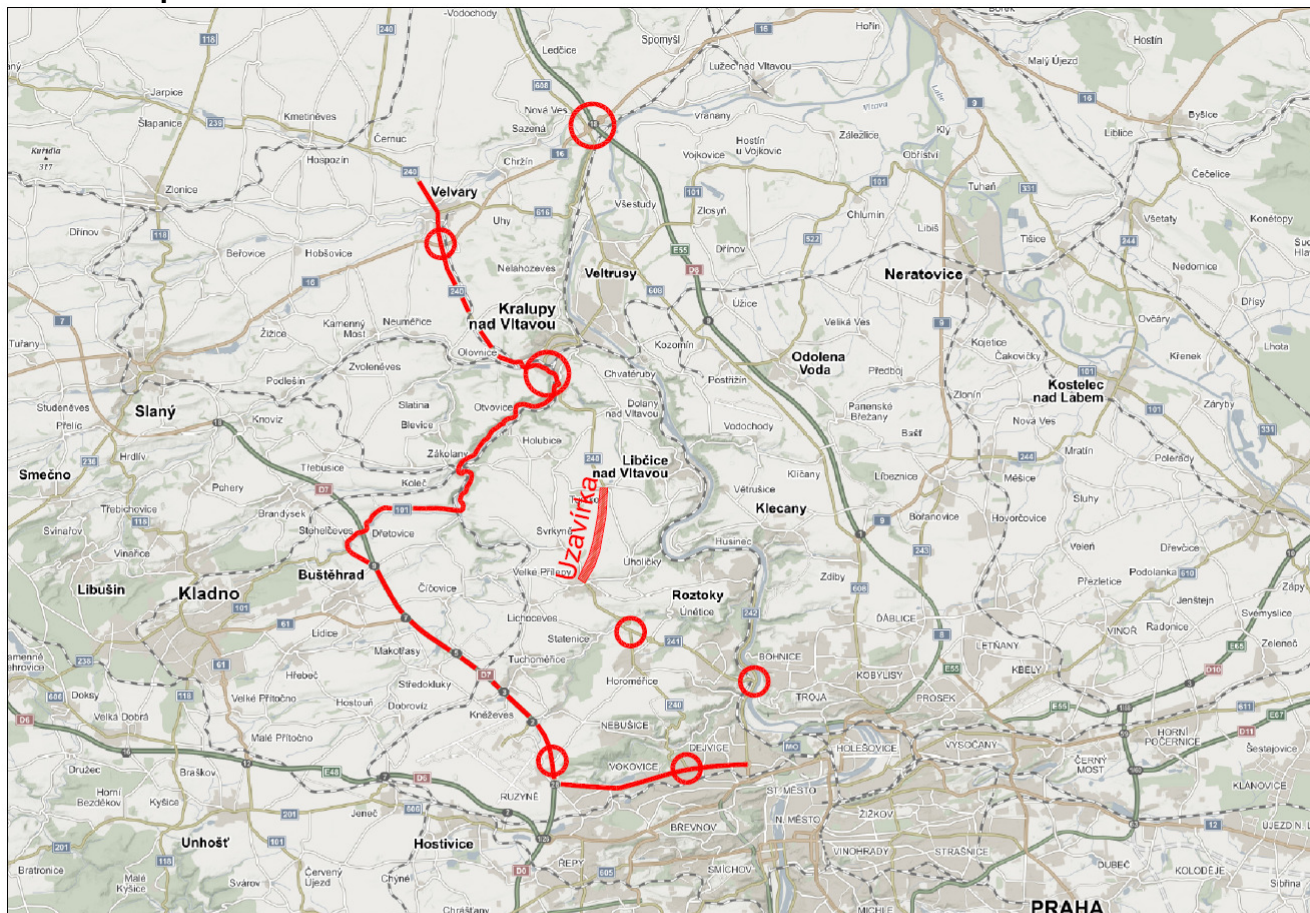 -Vodochody
Ledčice
Spomyšl
Hořín
Hostín
Malý Újezd
Lužec nad Vltavou
Jarpice
Nová Ves
Sazená
Vraňany
Vltava
Labe
Kmetiněves
Šlapanice
Černuc
Hostín
u Vojkovic
Záležlice
Kly
Liblice
Byšice
Hospozín
Chržín
Vojkovice
Obříství
Čečelice
Zlonice
Velvary
Uhy
Všestudy
Zlosyň
Chlumín
Tuhaň
Všetaty
Konětopy
Dřínov
Beřovice
Hobšovice
Nelahozeves
Dřínov
Libiš
Tišice
Nedomice
Veltrusy
Neratovice
Dřísy
Kralupy
nad Vltavou
Úžice
Kamenný
Most
Neuměřice
Žižice
Veliká Ves
Kojetice
Dvčáry
Tuřany
Olovnice
Kozomín
Čakovičky
Křenek
Lhota
Zvoleněves
Podlešín
Chvatěruby
Postřižín
Odolena
Voda
Předboj
Kostelec
nad Labem
Slaný
Slatina
Otvovice
Dolany
nad Vltavou
Panenské
Břežany
Zlonín
Záryby
Studeněves
Přelíc
Knovíz
Blevice
Holubice
Vodochody
Bašť
Nová Ves
Hrdlív
Zákolany
Libčice
nad Vltavou
Mratín
Polerady
Smečno
Třebusice
Koleč
Klíčany
Líbeznice
Měšice
Pchery
Větrušice
Sluhy
Třebichovice
Brandýsek
Uzavírka
Klecany
Bořanovice
Hovorčovice
Svinařov
Stehelčeves
Dřetovice
Svrkyně
Husinec
Veleň
Dřevčice
Vinařice
Buštěhrad
Velké Přílepy
Úholičky
Zdiby
Přezletice
Podolanka
Libušín
Kladno
Číčovice
Roztoky
Jenštejn
Lidice
Lichoceves
Únětice
ĎÁBLICE
VINOŘ
Radonice
Svémyslice
Makotřasy
Statenice
BOHNICE
LETŇANY
Zeleneč
Hřebeč
Tuchoměřice
KOBYLISY
KBELY
Doksy
Velké Přítočno
Středokluky
Horoměřice
TROJA
PROSEK
Velká Dobrá
Hostouň
Dobrovíz
Kněževes
NEBUŠICE
Malé Přítočno
DEJVICE
HOLEŠOVICE
VYSOČANY
HORNÍ
POČERNICE
Šestajovice
Družec
Braškov
VOKOVICE
ČERNÝ
MOST
Horní
Bezděkov
Kyšice
RUZYNĚ
ST. MĚSTO
KLÁNOVICE
Jeneč
N. MĚSTO
ŽIŽKOV
Unhošť
Hostivice
BŘEVNOV
ÚJEZD N. L
Bratronice
Malé
Kyšice
Svárov
Červený
Újezd
Chýně
ŘEPY
SMÍCHOV
VINOHRADY
STRAŠNICE
DUBEČ
KOLODĚJE
Sibřina
Chrášťany
PRAHA
MICHLE